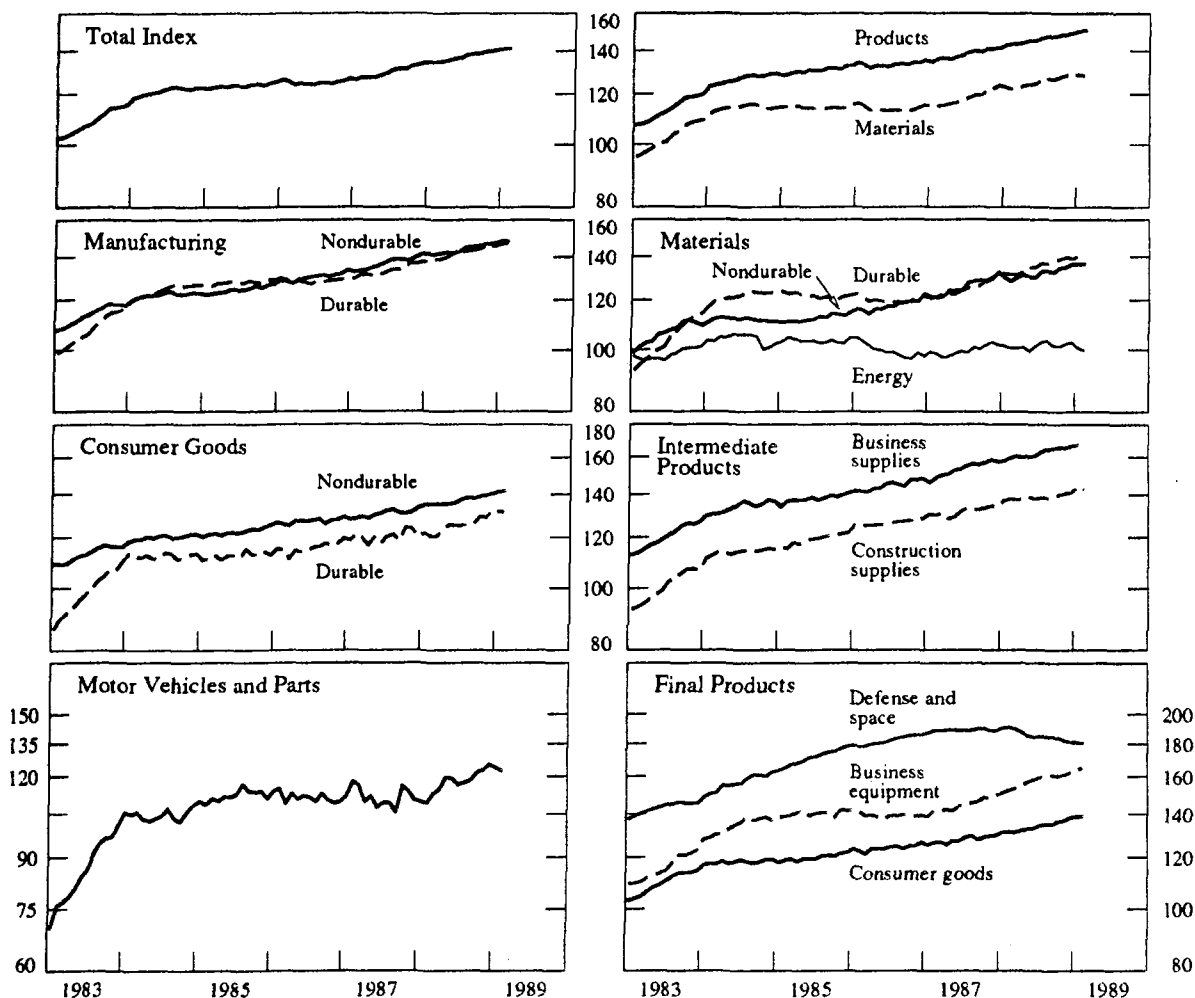 Total Index
160
140
120
100
80
Products
Materials
Manufacturing
Nondurable
Durable
160
140
120
100
80
Materials
Nondurable
Durable
Energy
Consumer Goods
Nondurable
Durable
180
160
140
120
100
80
Intermediate
Products
Business
supplies
Construction
supplies
Motor Vehicles and Parts
150
135
120
90
75
60
1983
1985
1987
1989
Final Products
Defense and
space
Business
equipment
Consumer goods
200
180
160
140
120
100
80
1983
1985
1987
1989